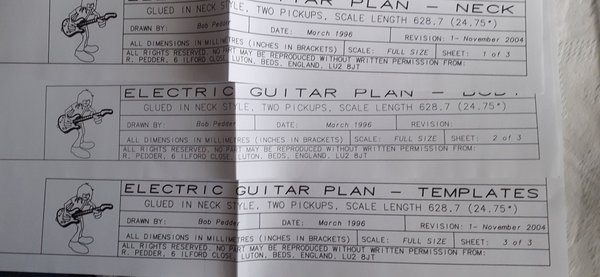 ELECTRIC GUITAR PLAN - NECK
GLUED IN NECK STYLE, TWO PICKUPS, SCALE LENGTH 628.7 (24.75")
DRAWN BY: Bob Pedder DATE: March 1996 REVISION: 1- November 2004
ALL DIMENSIONS IN MILLIMETRES (INCHES IN BRACKETS) SCALE: FULL SIZE SHEET: 1 of 3
ALL RIGHTS RESERVED. NO PART MAY BE REPRODUCED WITHOUT WRITTEN PERMISSION FROM:
R. PEDDER, 6 ILFORD CLOSE, LUTON, BEDS, ENGLAND, LU2 8JT
ELECTRIC GUITAR PLAN - BODY
GLUED IN NECK STYLE, TWO PICKUPS, SCALE LENGTH 628.7 (24.75")
DRAWN BY: Bob Pedder DATE: March 1996 REVISION:
ALL DIMENSIONS IN MILLIMETRES (INCHES IN BRACKETS) SCALE: FULL SIZE SHEET: 2 of 3
ALL RIGHTS RESERVED. NO PART MAY BE REPRODUCED WITHOUT WRITTEN PERMISSION FROM:
R. PEDDER, 6 ILFORD CLOSE, LUTON, BEDS, ENGLAND, LU2 8JT
ELECTRIC GUITAR PLAN - TEMPLATES
GLUED IN NECK STYLE, TWO PICKUPS, SCALE LENGTH 628.7 (24.75")
DRAWN BY: Bob Pedder DATE: March 1996 REVISION: 1- November 2004
ALL DIMENSIONS IN MILLIMETRES (INCHES IN BRACKETS) SCALE: FULL SIZE SHEET: 3 of 3
ALL RIGHTS RESERVED. NO PART MAY BE REPRODUCED WITHOUT WRITTEN PERMISSION FROM:
R. PEDDER, 6 ILFORD CLOSE, LUTON, BEDS, ENGLAND, LU2 8JT